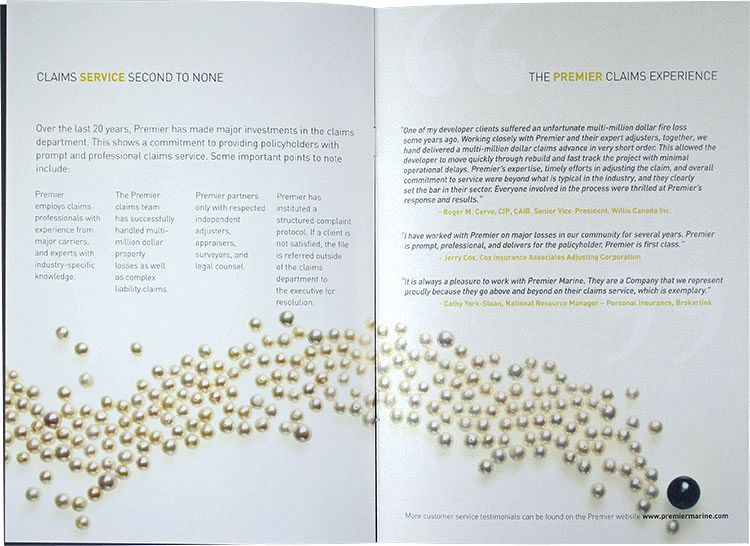 CLAIMS SERVICE SECOND TO NONE
Over the last 20 years, Premier has made major investments in the claims
department. This shows a commitment to providing policyholders with
prompt and professional claims service. Some important points to note
include:
Premier
employs claims
professionals with
experience from
major carriers,
and experts with
industry-specific
knowledge.
The Premier
claims team
has successfully
handled multi-
million dollar
property
losses as well
as complex
liability claims.
Premier partners
only with respected
independent
adjusters,
appraisers,
surveyors, and
legal counsel.
Premier has
instituted a
structured complaint
protocol. If a client is
not satisfied, the file
is referred outside
of the claims
department to
the executive for
resolution.
THE PREMIER CLAIMS EXPERIENCE
"One of my developer clients suffered an unfortunate multi-million dollar fire loss
some years ago. Working closely with Premier and their expert adjusters, together, we
hand delivered a multi-million dollar claims advance in very short order. This allowed the
developer to move quickly through rebuild and fast track the project with minimal
operational delays. Premier's expertise, timely efforts in adjusting the claim, and overall
commitment to service were beyond what is typical in the industry, and they clearly
set the bar in their sector. Everyone involved in the process were thrilled at Premier's
response and results."
- Roger M. Cervo, CIP, CAIB, Senior Vice-President, Willis Canada Inc.
"I have worked with Premier on major losses in our community for several years. Premier
is prompt, professional, and delivers for the policyholder. Premier is first class."
- Jerry Cox, Cox Insurance Associates Adjusting Corporation
"It is always a pleasure to work with Premier Marine. They are a Company that we represent
proudly because they go above and beyond on their claims service, which is exemplary."
- Cathy York-Sloan, National Resource Manager – Personal Insurance, Brokerlink
More customer service testimonials can be found on the Premier website www.premiermarine.com